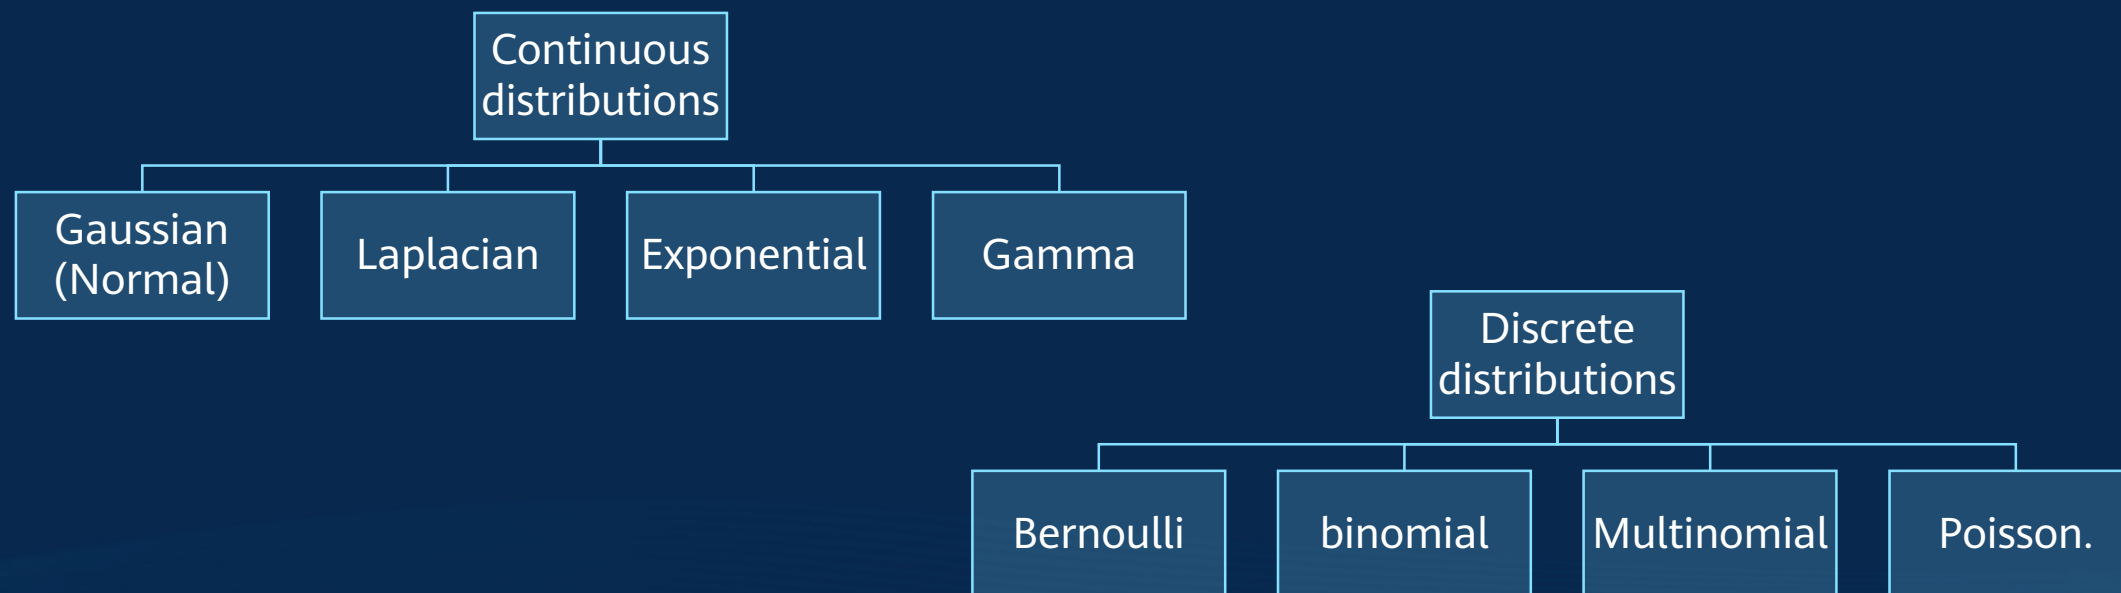 Continuous
distributions
Gaussian
(Normal)
Laplacian
Exponential
Gamma
Discrete
distributions
Bernoulli
binomial
Multinomial
Poisson.